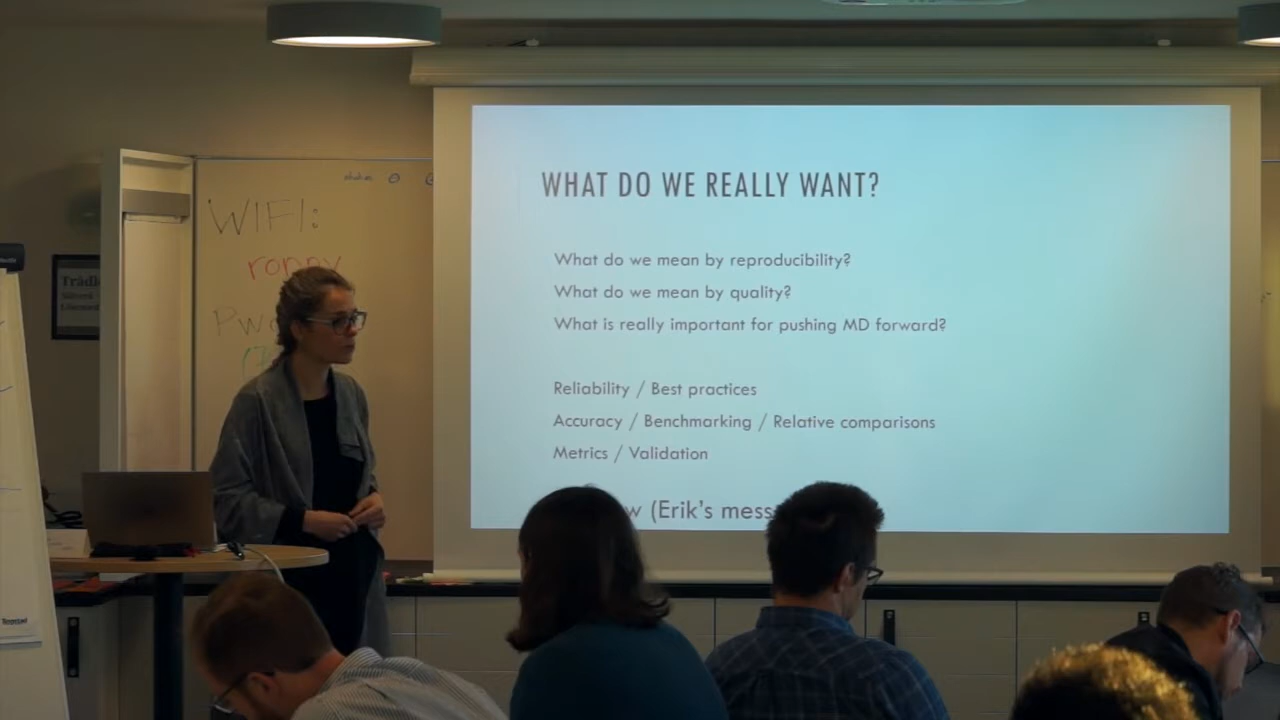 WIFI:
WHAT DO WE REALLY WANT?
What do we mean by reproducibility?
What do we mean by quality?
What is really important for pushing MD forward?
Reliability / Best practices
Accuracy / Benchmarking / Relative comparisons
Metrics / Validation
(Erik's